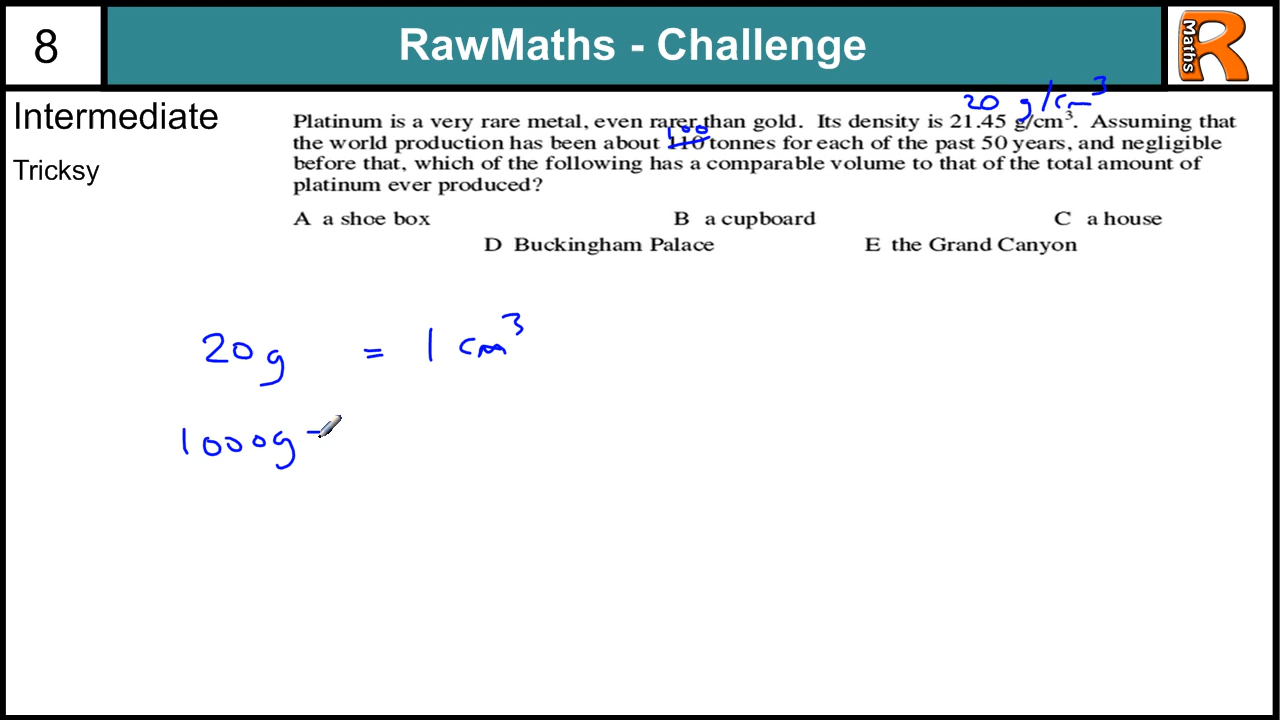 8
RawMaths - Challenge
Maths
R
Intermediate
Tricksy
20 g/cm³
Platinum is a very rare metal, even rarer than gold. Its density is 21.45 g/cm³. Assuming that
100
the world production has been about 110 tonnes for each of the past 50 years, and negligible
before that, which of the following has a comparable volume to that of the total amount of
platinum ever produced?
A a shoe box B a cupboard C a house
D Buckingham Palace E the Grand Canyon
20g = 1 cm³
1000g